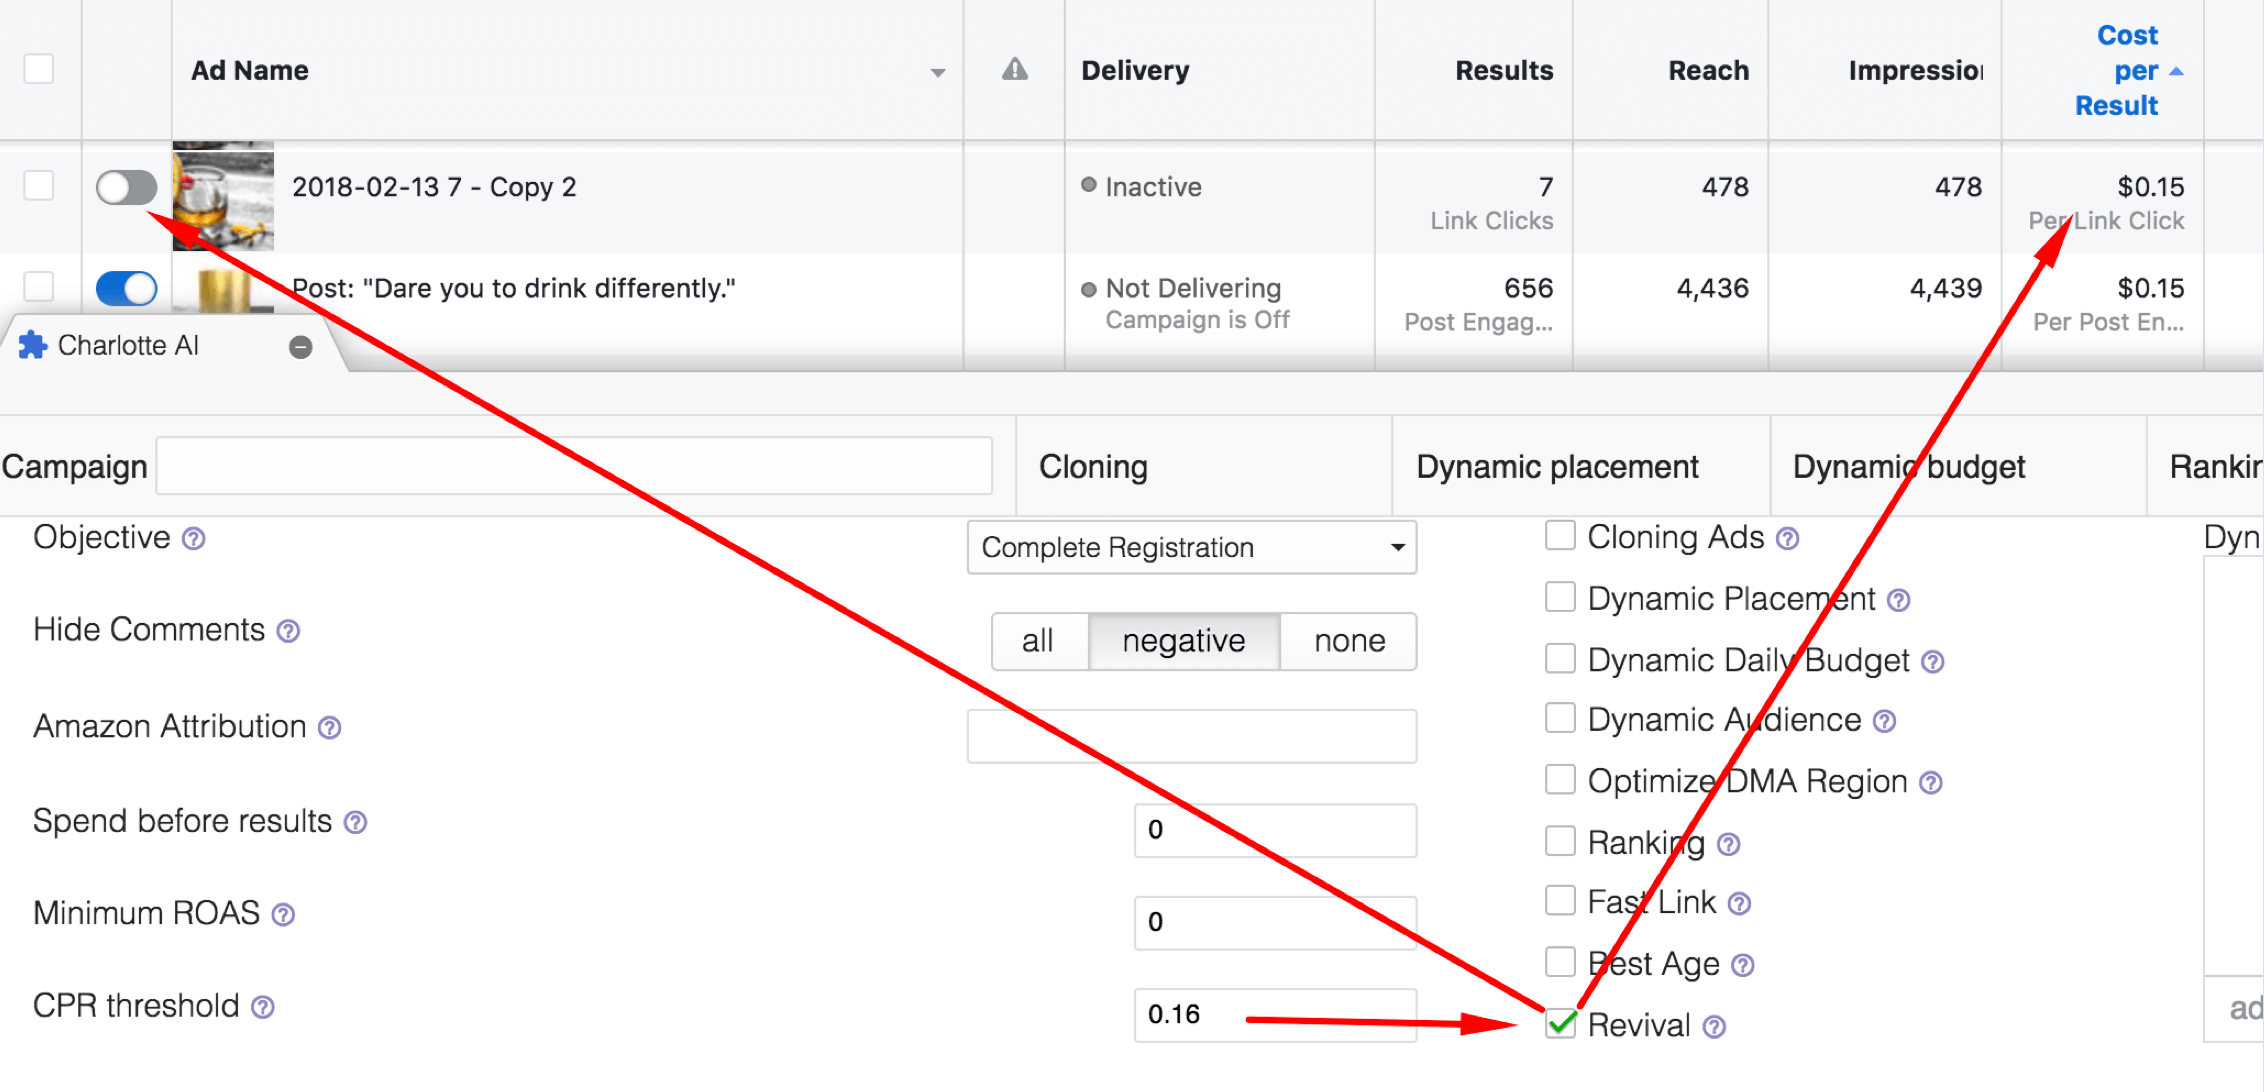 Ad Name
Delivery
Results
Reach
Impression
Cost
per
Result
2018-02-13 7 - Copy 2
Inactive
7
478
478
$0.15
Link Clicks
Per Link Click
Post: "Dare you to drink differently."
Not Delivering
656
4,436
4,439
$0.15
Campaign is Off
Post Engag...
Per Post En...
Charlotte AI
Campaign
Cloning
Dynamic placement
Dynamic budget
Rankin
Objective ?
Complete Registration
Cloning Ads ?
Dyn
Dynamic Placement ?
Hide Comments ?
all
negative
none
Dynamic Daily Budget ?
Amazon Attribution ?
Dynamic Audience ?
Optimize DMA Region ?
Spend before results ?
0
Ranking ?
Minimum ROAS ?
0
Fast Link ?
Best Age ?
CPR threshold ?
0.16
Revival ?
ad